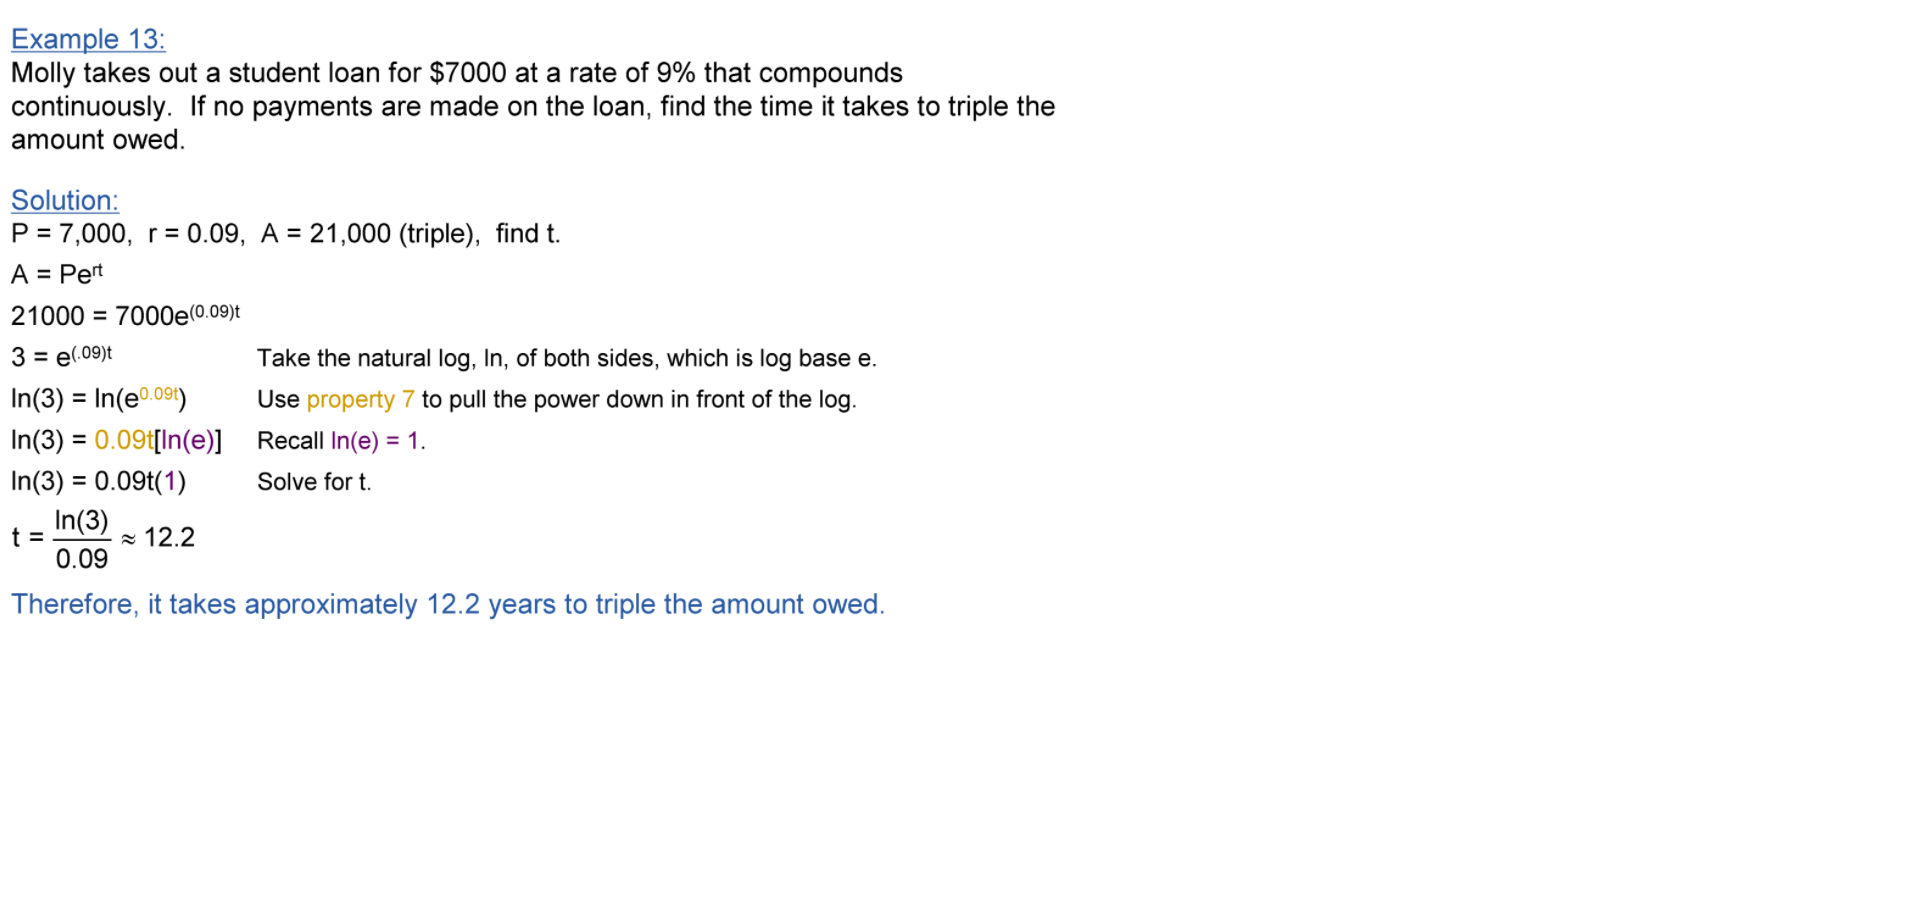 Example 13:
Molly takes out a student loan for $7000 at a rate of 9% that compounds
continuously.  If no payments are made on the loan, find the time it takes to triple the
amount owed.
Solution:
P = 7,000,  r = 0.09,  A = 21,000 (triple),  find t.
A = Pe^rt
21000 = 7000e^(0.09)t
3 = e^(.09)t Take the natural log, ln, of both sides, which is log base e.
ln(3) = ln(e^0.09t) Use property 7 to pull the power down in front of the log.
ln(3) = 0.09t[ln(e)] Recall ln(e) = 1.
ln(3) = 0.09t(1) Solve for t.
t = ln(3)/0.09 ≈ 12.2
Therefore, it takes approximately 12.2 years to triple the amount owed.